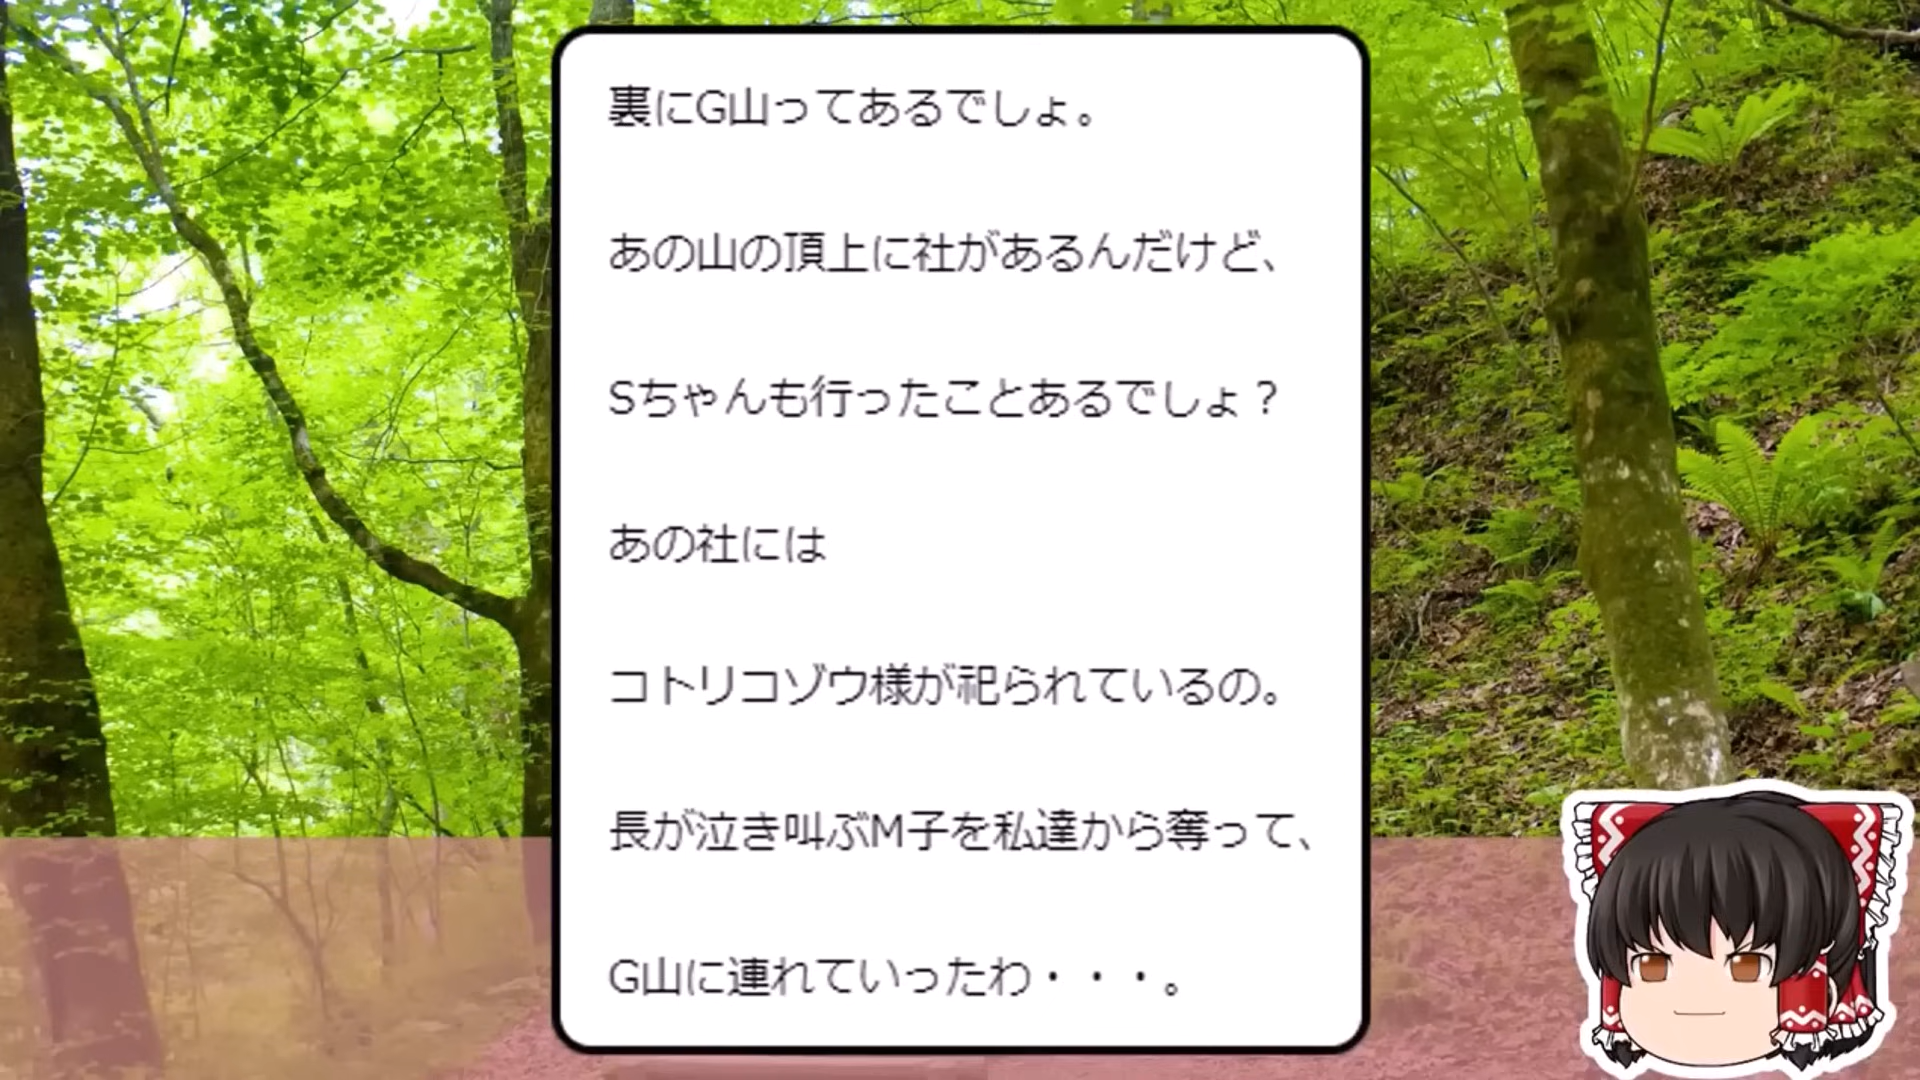 裏にG山ってあるでしょ。
あの山の頂上に社があるんだけど、
Sちゃんも行ったことあるでしょ？
あの社には
コトリコゾウ様が祀られているの。
長が泣き叫ぶM子を私達から奪って、
G山に連れていったわ・・・。